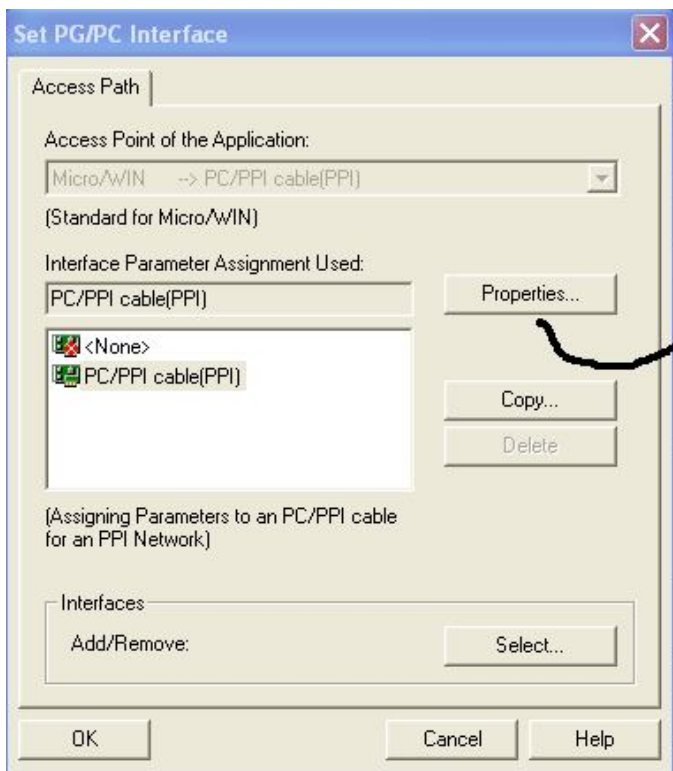 Set PG/PC Interface
Access Path
Access Point of the Application:
Micro/WIN --> PC/PPI cable(PPI)
(Standard for Micro/WIN)
Interface Parameter Assignment Used:
PC/PPI cable(PPI)
Properties...
<None>
PC/PPI cable(PPI)
Copy...
Delete
(Assigning Parameters to an PC/PPI cable
for an PPI Network)
Interfaces
Add/Remove:
Select...
OK
Cancel
Help